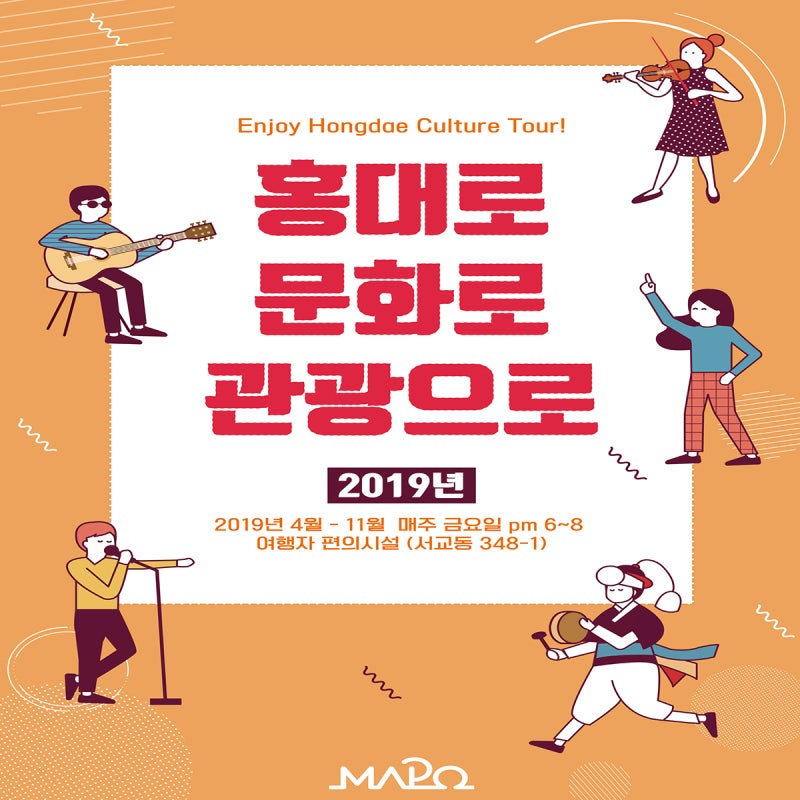 Enjoy Hongdae Culture Tour!
홍대로
문화로
관광으로
2019년
2019년 4월 - 11월 매주 금요일 pm 6~8
여행자 편의시설 (서교동 348-1)
MAPO